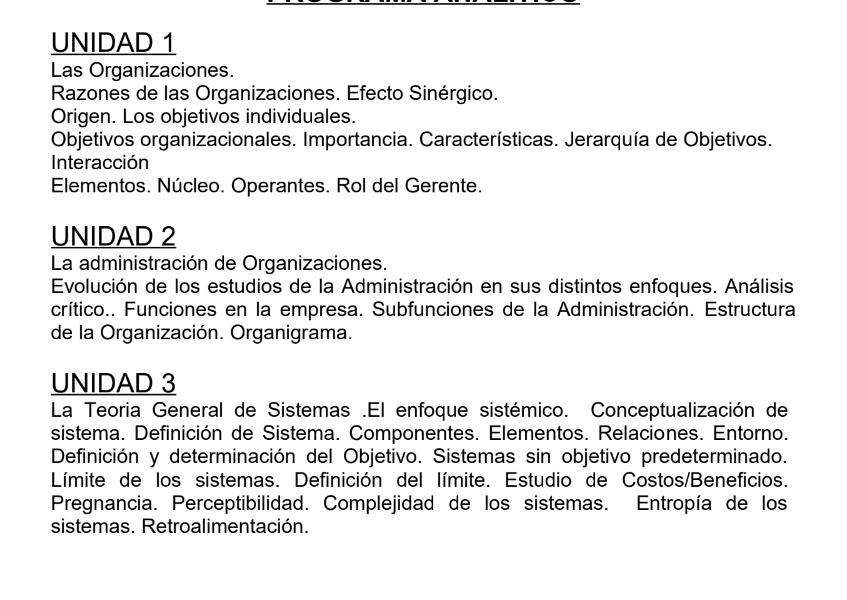 PROGRAMA ANALITICO
UNIDAD 1
Las Organizaciones.
Razones de las Organizaciones. Efecto Sinérgico.
Origen. Los objetivos individuales.
Objetivos organizacionales. Importancia. Características. Jerarquía de Objetivos.
Interacción
Elementos. Núcleo. Operantes. Rol del Gerente.
UNIDAD 2
La administración de Organizaciones.
Evolución de los estudios de la Administración en sus distintos enfoques. Análisis
crítico.. Funciones en la empresa. Subfunciones de la Administración. Estructura
de la Organización. Organigrama.
UNIDAD 3
La Teoria General de Sistemas .El enfoque sistémico. Conceptualización de
sistema. Definición de Sistema. Componentes. Elementos. Relaciones. Entorno.
Definición y determinación del Objetivo. Sistemas sin objetivo predeterminado.
Límite de los sistemas. Definición del límite. Estudio de Costos/Beneficios.
Pregnancia. Perceptibilidad. Complejidad de los sistemas. Entropía de los
sistemas. Retroalimentación.